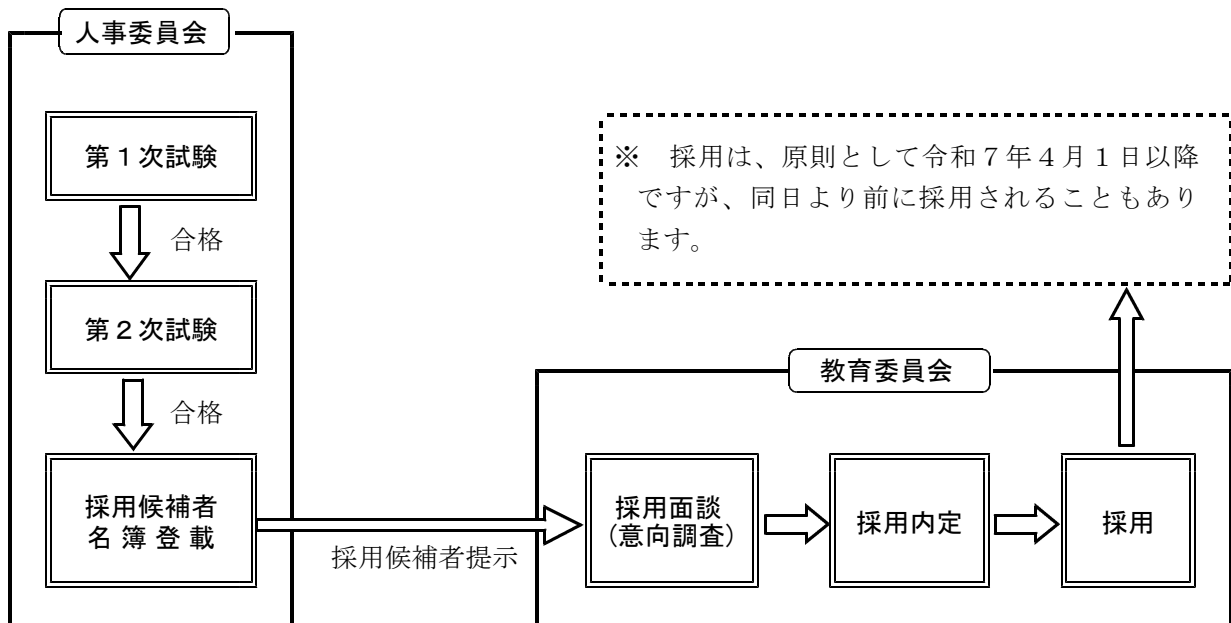 人事委員会
第１次試験
合格
第２次試験
合格
採用候補者
名簿登載
採用候補者提示
※　採用は、原則として令和７年４月１日以降
ですが、同日より前に採用されることもあり
ます。
教育委員会
採用面談
（意向調査）
採用内定
採用